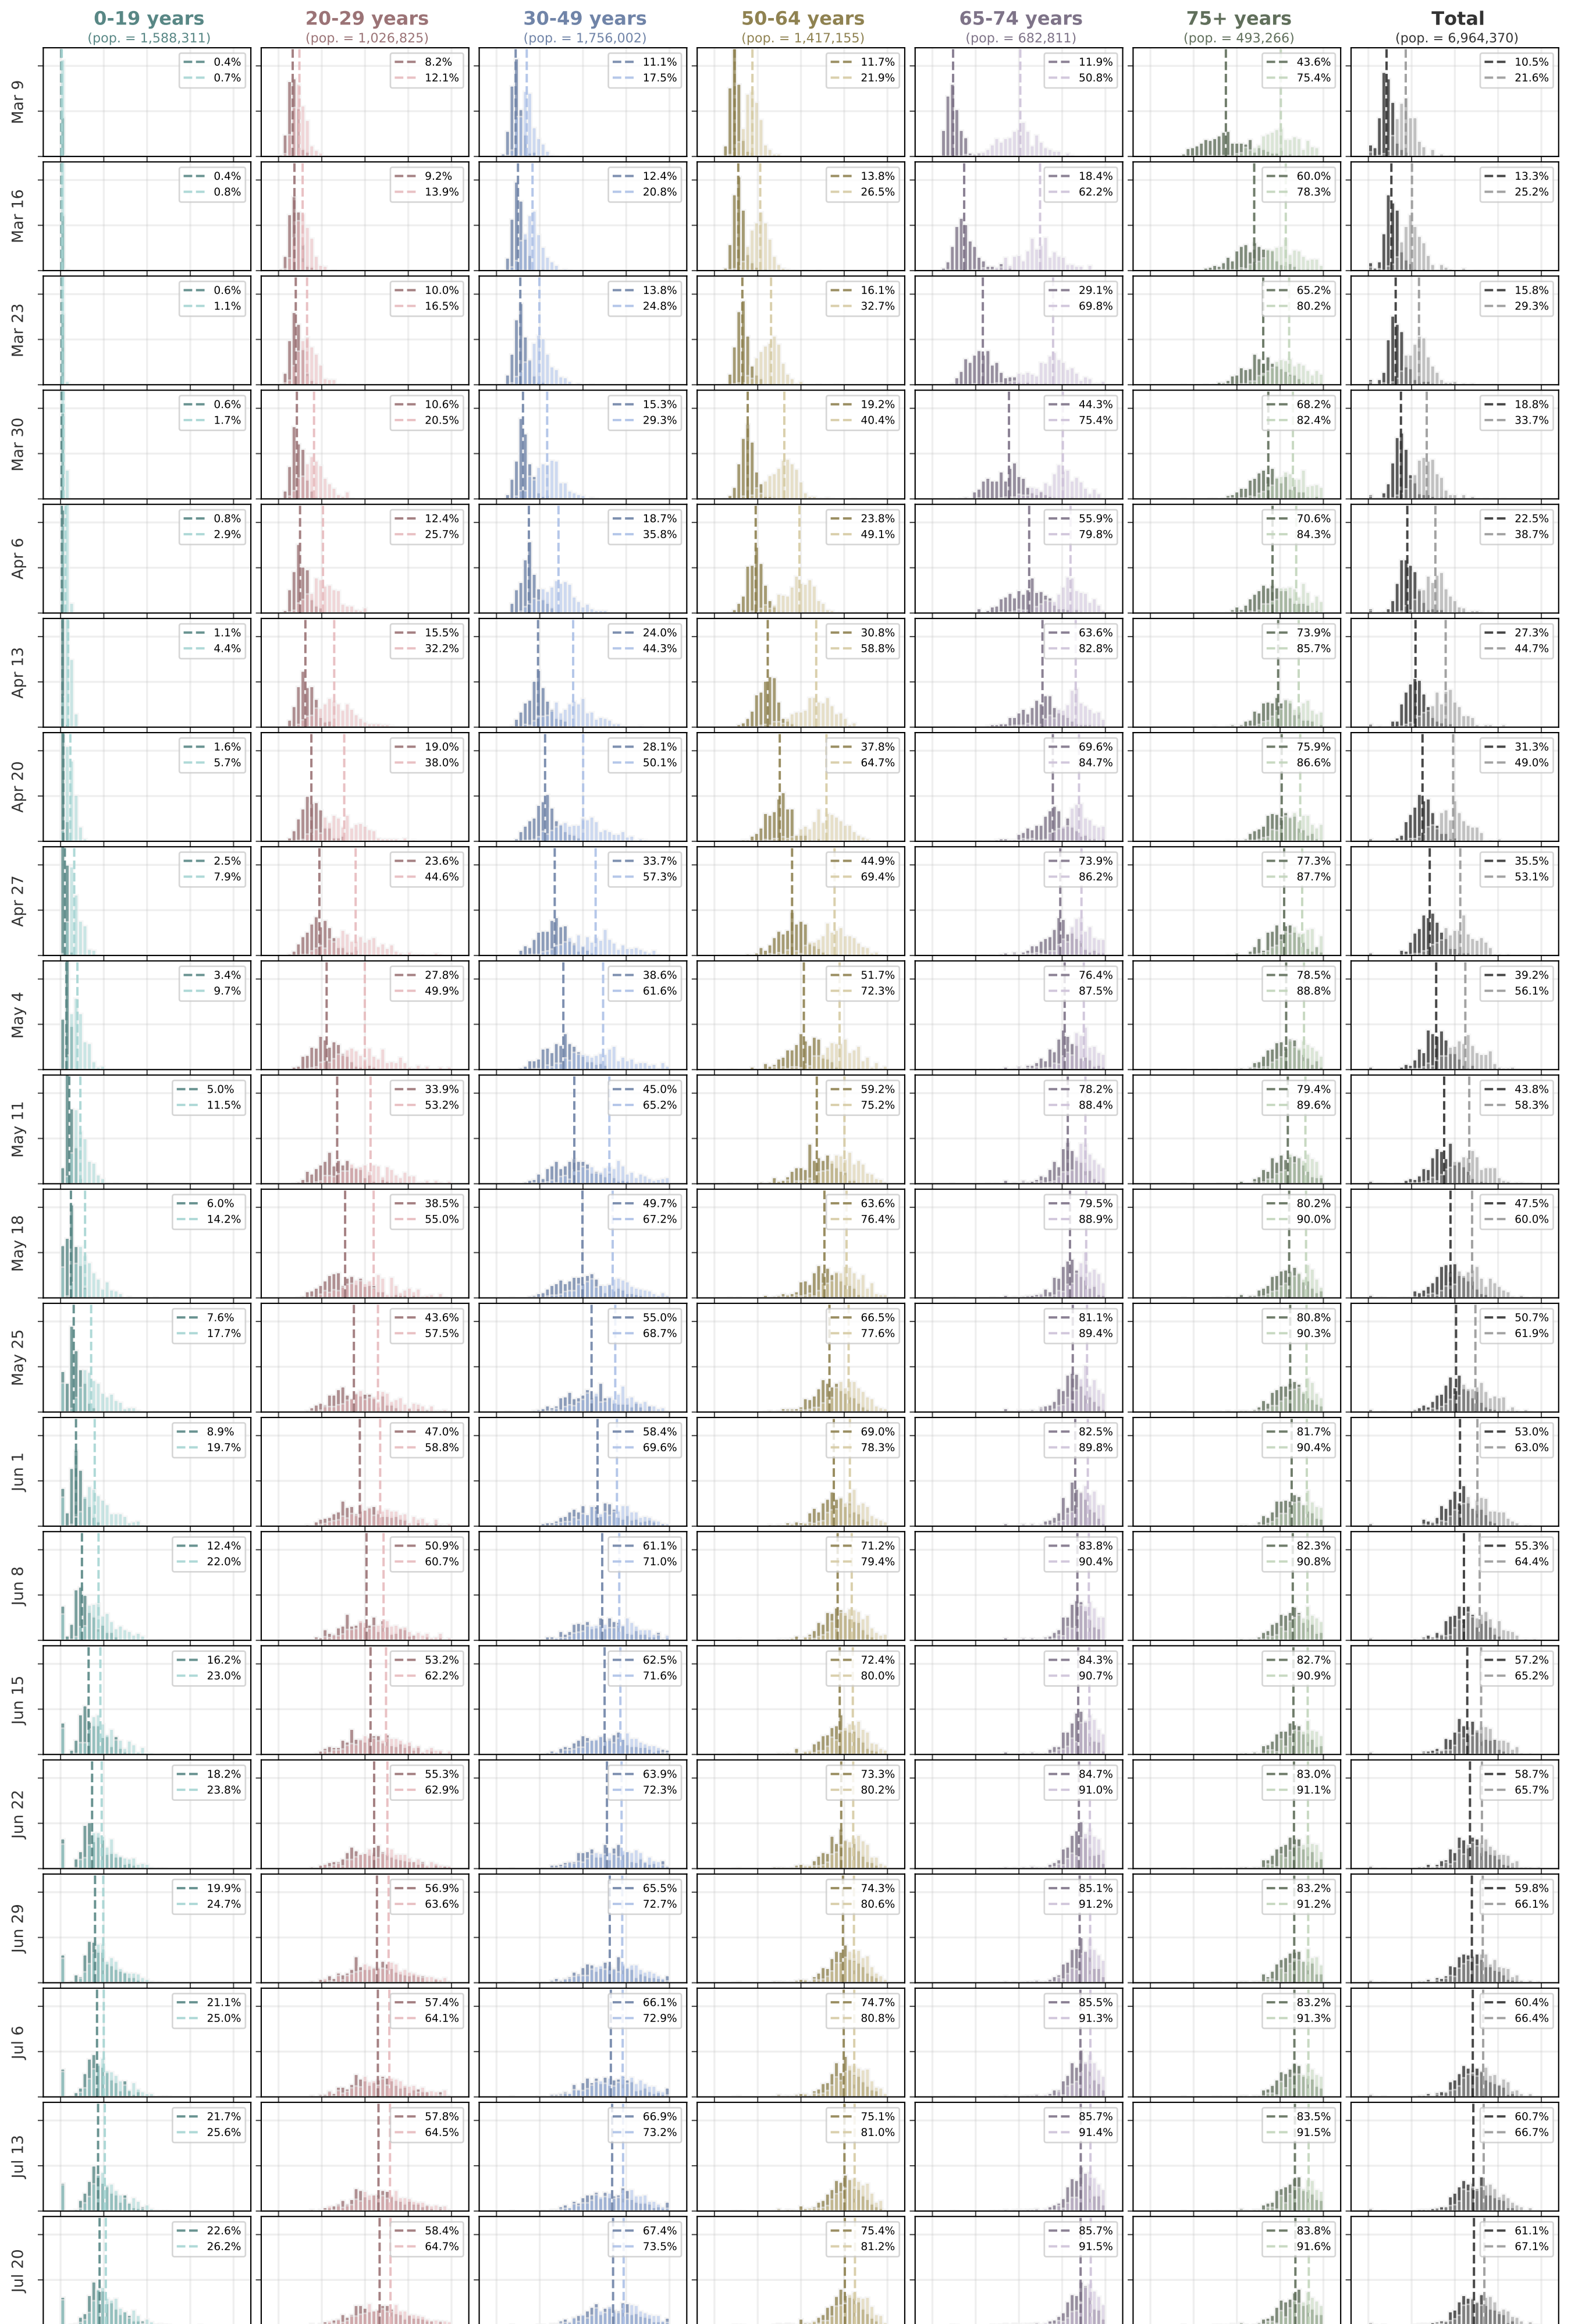 0-19 years 20-29 years 30-49 years 50-64 years 65-74 years 75+ years Total
(pop. = 1,588,311) (pop. = 1,026,825) (pop. = 1,756,002) (pop. = 1,417,155) (pop. = 682,811) (pop. = 493,266) (pop. = 6,964,370)
Mar 9
0.4% 8.2% 11.1% 11.7% 11.9% 43.6% 10.5%
0.7% 12.1% 17.5% 21.9% 50.8% 75.4% 21.6%
Mar 16
0.4% 9.2% 12.4% 13.8% 18.4% 60.0% 13.3%
0.8% 13.9% 20.8% 26.5% 62.2% 78.3% 25.2%
Mar 23
0.6% 10.0% 13.8% 16.1% 29.1% 65.2% 15.8%
1.1% 16.5% 24.8% 32.7% 69.8% 80.2% 29.3%
Mar 30
0.6% 10.6% 15.3% 19.2% 44.3% 68.2% 18.8%
1.7% 20.5% 29.3% 40.4% 75.4% 82.4% 33.7%
Apr 6
0.8% 12.4% 18.7% 23.8% 55.9% 70.6% 22.5%
2.9% 25.7% 35.8% 49.1% 79.8% 84.3% 38.7%
Apr 13
1.1% 15.5% 24.0% 30.8% 63.6% 73.9% 27.3%
4.4% 32.2% 44.3% 58.8% 82.8% 85.7% 44.7%
Apr 20
1.6% 19.0% 28.1% 37.8% 69.6% 75.9% 31.3%
5.7% 38.0% 50.1% 64.7% 84.7% 86.6% 49.0%
Apr 27
2.5% 23.6% 33.7% 44.9% 73.9% 77.3% 35.5%
7.9% 44.6% 57.3% 69.4% 86.2% 87.7% 53.1%
May 4
3.4% 27.8% 38.6% 51.7% 76.4% 78.5% 39.2%
9.7% 49.9% 61.6% 72.3% 87.5% 88.8% 56.1%
May 11
5.0% 33.9% 45.0% 59.2% 78.2% 79.4% 43.8%
11.5% 53.2% 65.2% 75.2% 88.4% 89.6% 58.3%
May 18
6.0% 38.5% 49.7% 63.6% 79.5% 80.2% 47.5%
14.2% 55.0% 67.2% 76.4% 88.9% 90.0% 60.0%
May 25
7.6% 43.6% 55.0% 66.5% 81.1% 80.8% 50.7%
17.7% 57.5% 68.7% 77.6% 89.4% 90.3% 61.9%
Jun 1
8.9% 47.0% 58.4% 69.0% 82.5% 81.7% 53.0%
19.7% 58.8% 69.6% 78.3% 89.8% 90.4% 63.0%
Jun 8
12.4% 50.9% 61.1% 71.2% 83.8% 82.3% 55.3%
22.0% 60.7% 71.0% 79.4% 90.4% 90.8% 64.4%
Jun 15
16.2% 53.2% 62.5% 72.4% 84.3% 82.7% 57.2%
23.0% 62.2% 71.6% 80.0% 90.7% 90.9% 65.2%
Jun 22
18.2% 55.3% 63.9% 73.3% 84.7% 83.0% 58.7%
23.8% 62.9% 72.3% 80.2% 91.0% 91.1% 65.7%
Jun 29
19.9% 56.9% 65.5% 74.3% 85.1% 83.2% 59.8%
24.7% 63.6% 72.7% 80.6% 91.2% 91.2% 66.1%
Jul 6
21.1% 57.4% 66.1% 74.7% 85.5% 83.2% 60.4%
25.0% 64.1% 72.9% 80.8% 91.3% 91.3% 66.4%
Jul 13
21.7% 57.8% 66.9% 75.1% 85.7% 83.5% 60.7%
25.6% 64.5% 73.2% 81.0% 91.4% 91.5% 66.7%
Jul 20
22.6% 58.4% 67.4% 75.4% 85.7% 83.8% 61.1%
26.2% 64.7% 73.5% 81.2% 91.5% 91.6% 67.1%